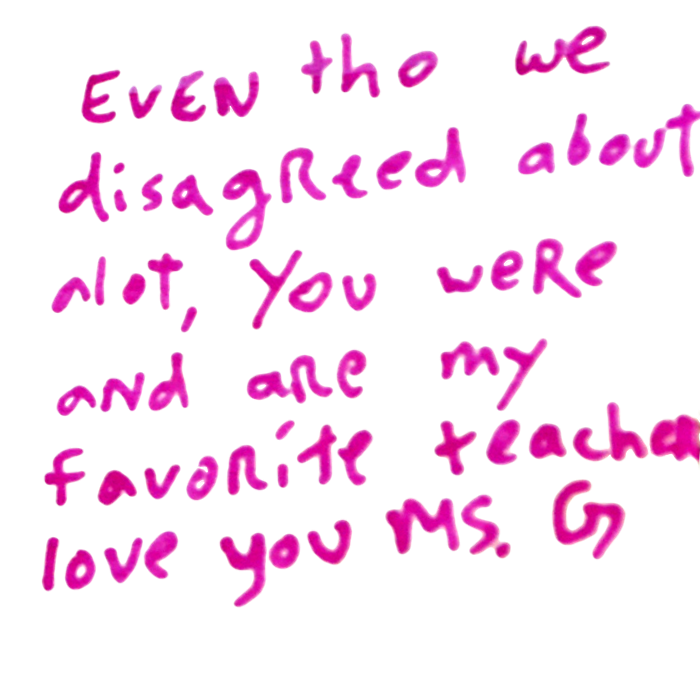 EVEN tho we
disagreed about
alot, you were
and are my
favorite teacher
love you Ms. G